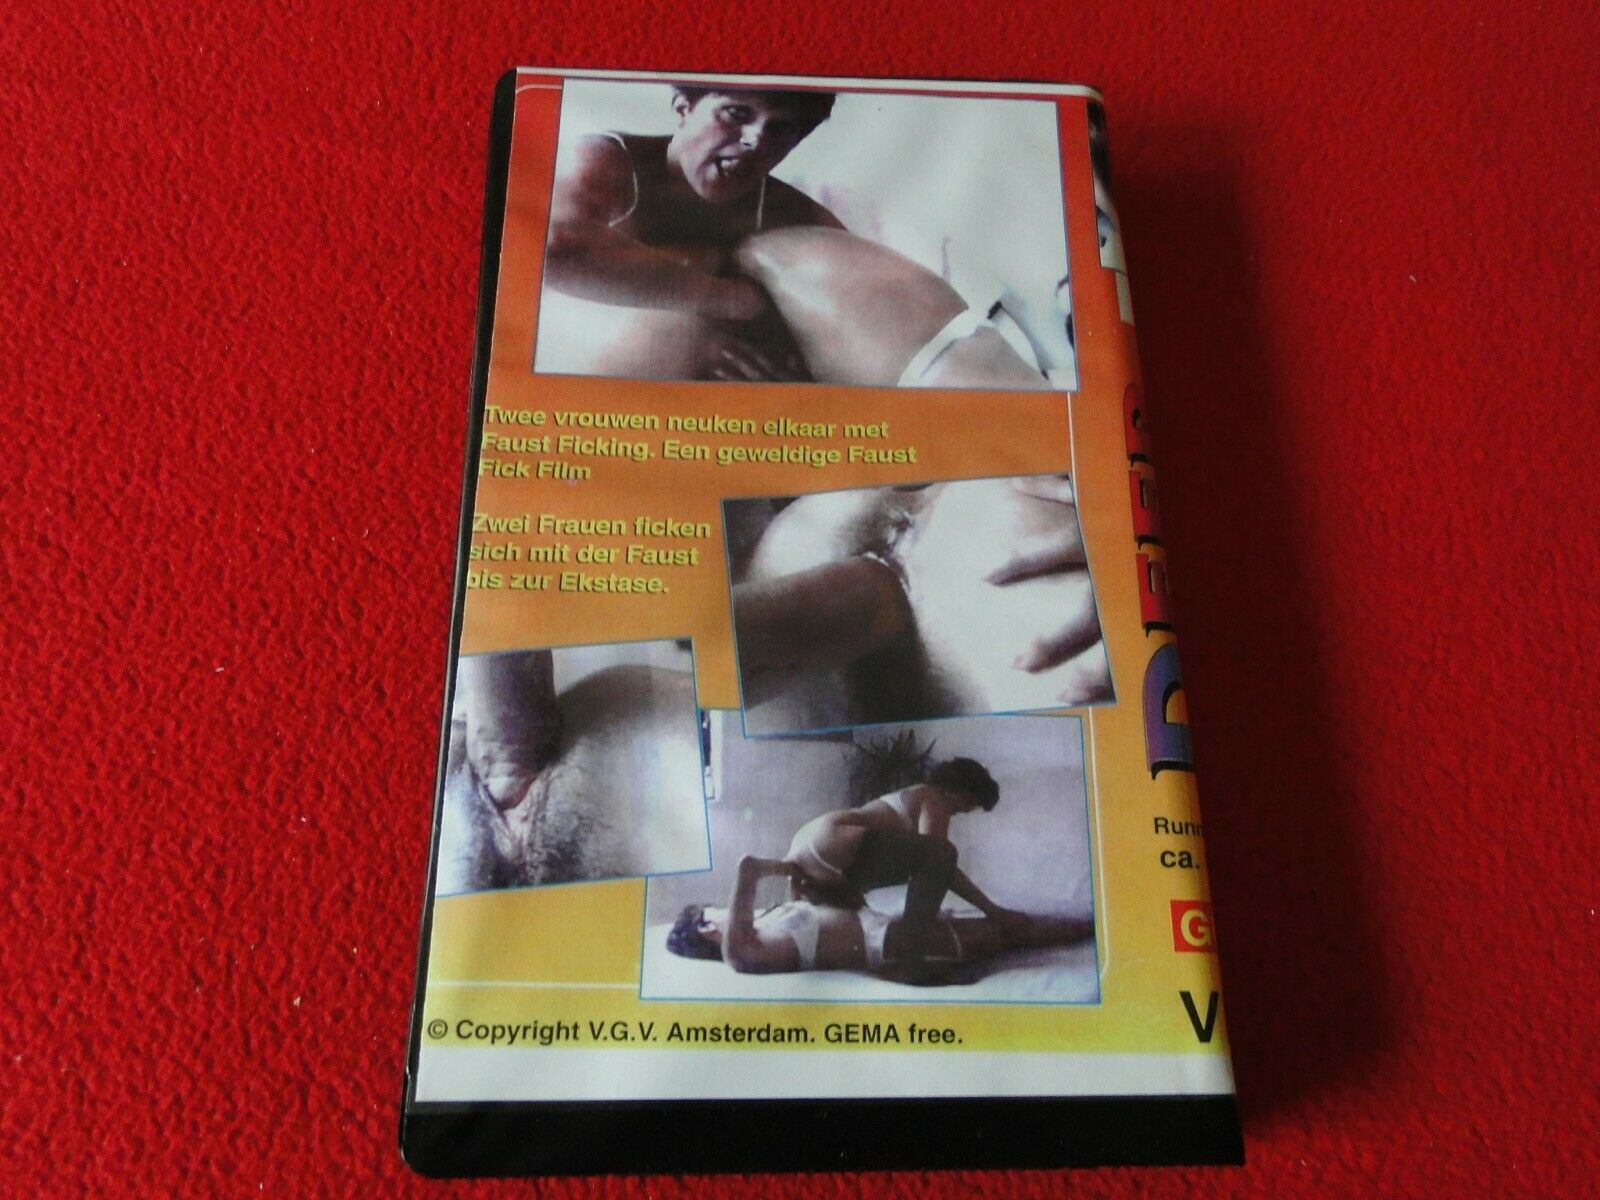 Twee vrouwen neuken elkaar met
Faust Ficking. Een geweldige Faust
Fick Film
Zwei Frauen ficken
sich mit der Faust
bis zur Ekstase.
© Copyright V.G.V. Amsterdam. GEMA free.
ca.
G
V